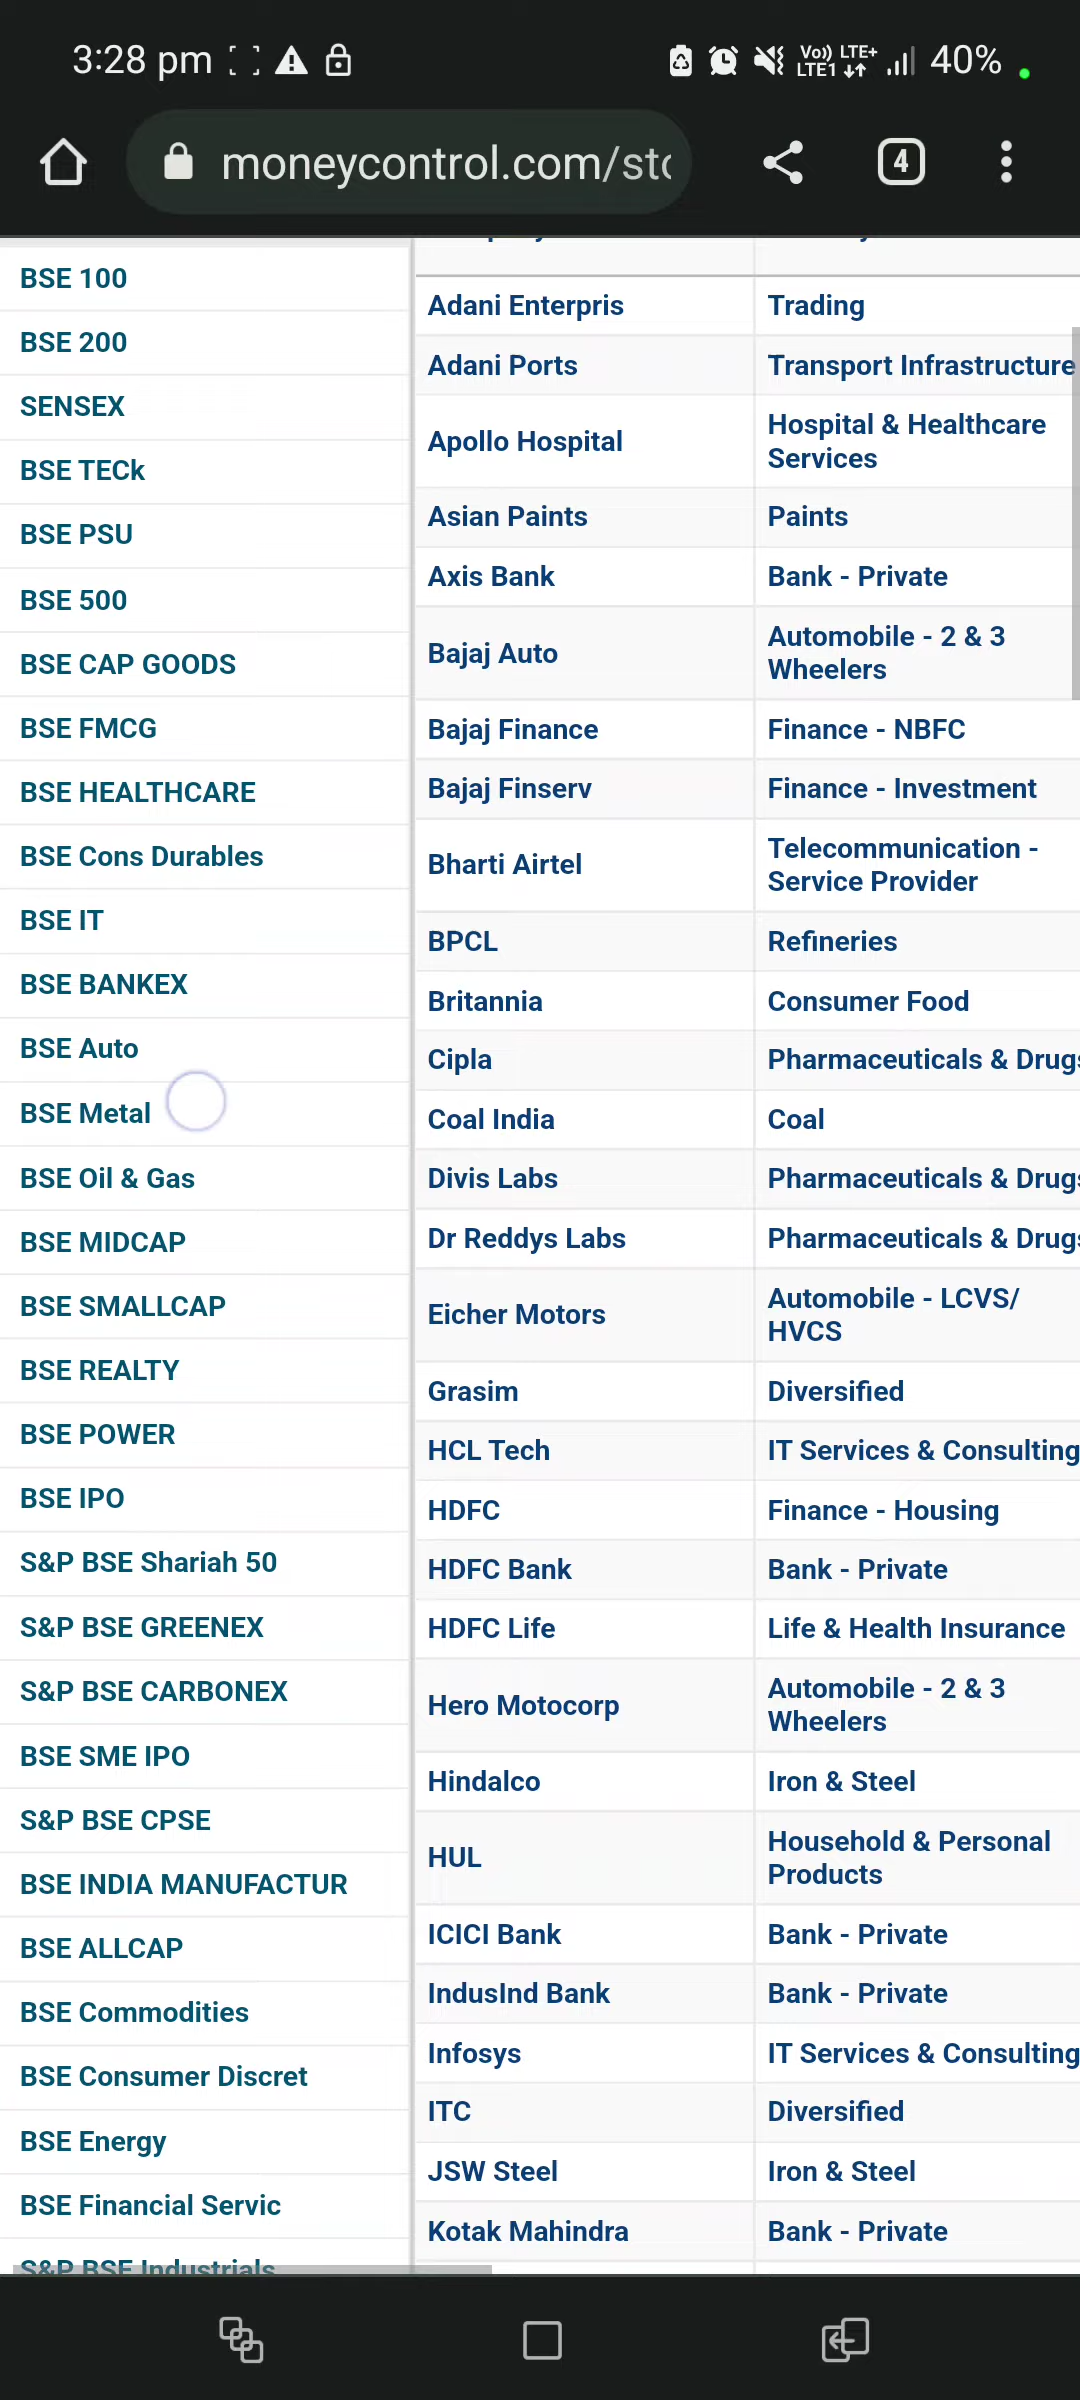 3:28 pm
Vo)) LTE+
LTE1
40%
moneycontrol.com/sto
4
BSE 100
BSE 200
SENSEX
BSE TECk
BSE PSU
BSE 500
BSE CAP GOODS
BSE FMCG
BSE HEALTHCARE
BSE Cons Durables
BSE IT
BSE BANKEX
BSE Auto
BSE Metal
BSE Oil & Gas
BSE MIDCAP
BSE SMALLCAP
BSE REALTY
BSE POWER
BSE IPO
S&P BSE Shariah 50
S&P BSE GREENEX
S&P BSE CARBONEX
BSE SME IPO
S&P BSE CPSE
BSE INDIA MANUFACTUR
BSE ALLCAP
BSE Commodities
BSE Consumer Discret
BSE Energy
BSE Financial Servic
S&P BSE Industrials
Adani Enterpris Trading
Adani Ports Transport Infrastructure
Apollo Hospital Hospital & Healthcare
Services
Asian Paints Paints
Axis Bank Bank - Private
Bajaj Auto Automobile - 2 & 3
Wheelers
Bajaj Finance Finance - NBFC
Bajaj Finserv Finance - Investment
Bharti Airtel Telecommunication -
Service Provider
BPCL Refineries
Britannia Consumer Food
Cipla Pharmaceuticals & Drugs
Coal India Coal
Divis Labs Pharmaceuticals & Drugs
Dr Reddys Labs Pharmaceuticals & Drugs
Eicher Motors Automobile - LCVS/
HVCS
Grasim Diversified
HCL Tech IT Services & Consulting
HDFC Finance - Housing
HDFC Bank Bank - Private
HDFC Life Life & Health Insurance
Hero Motocorp Automobile - 2 & 3
Wheelers
Hindalco Iron & Steel
HUL Household & Personal
Products
ICICI Bank Bank - Private
IndusInd Bank Bank - Private
Infosys IT Services & Consulting
ITC Diversified
JSW Steel Iron & Steel
Kotak Mahindra Bank - Private